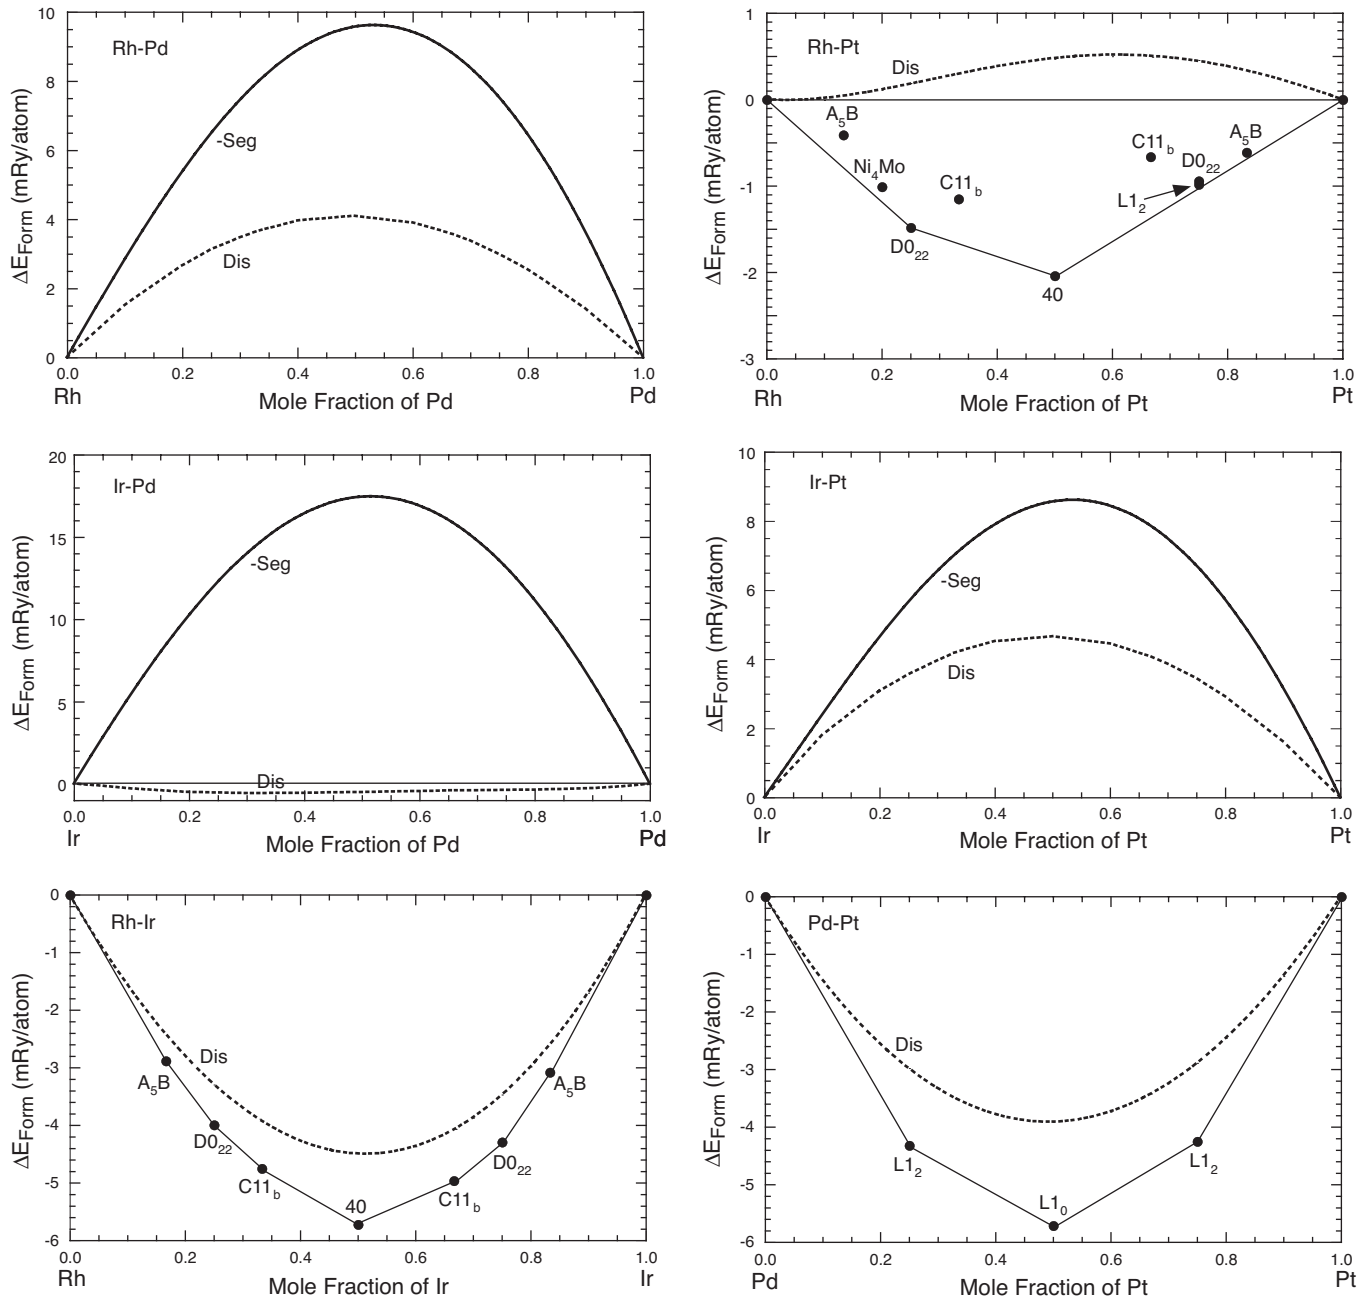 Rh-Pd
ΔE_Form (mRy/atom)
10
8
6
4
2
0
-Seg
Dis
0.0 0.2 0.4 0.6 0.8 1.0
Rh Mole Fraction of Pd Pd
Rh-Pt
ΔE_Form (mRy/atom)
1
0
-1
-2
-3
Dis
A₅B
Ni₄Mo
C11_b
D0₂₂
40
C11_b
D0₂₂
A₅B
L1₂
0.0 0.2 0.4 0.6 0.8 1.0
Rh Mole Fraction of Pt Pt
Ir-Pd
ΔE_Form (mRy/atom)
20
15
10
5
0
-Seg
Dis
0.0 0.2 0.4 0.6 0.8 1.0
Ir Mole Fraction of Pd Pd
Ir-Pt
ΔE_Form (mRy/atom)
10
8
6
4
2
0
-Seg
Dis
0.0 0.2 0.4 0.6 0.8 1.0
Ir Mole Fraction of Pt Pt
Rh-Ir
ΔE_Form (mRy/atom)
0
-1
-2
-3
-4
-5
-6
Dis
A₅B
D0₂₂
C11_b
40
C11_b
D0₂₂
A₅B
0.0 0.2 0.4 0.6 0.8 1.0
Rh Mole Fraction of Ir Ir
Pd-Pt
ΔE_Form (mRy/atom)
0
-1
-2
-3
-4
-5
-6
Dis
L1₂
L1₀
L1₂
0.0 0.2 0.4 0.6 0.8 1.0
Pd Mole Fraction of Pt Pt